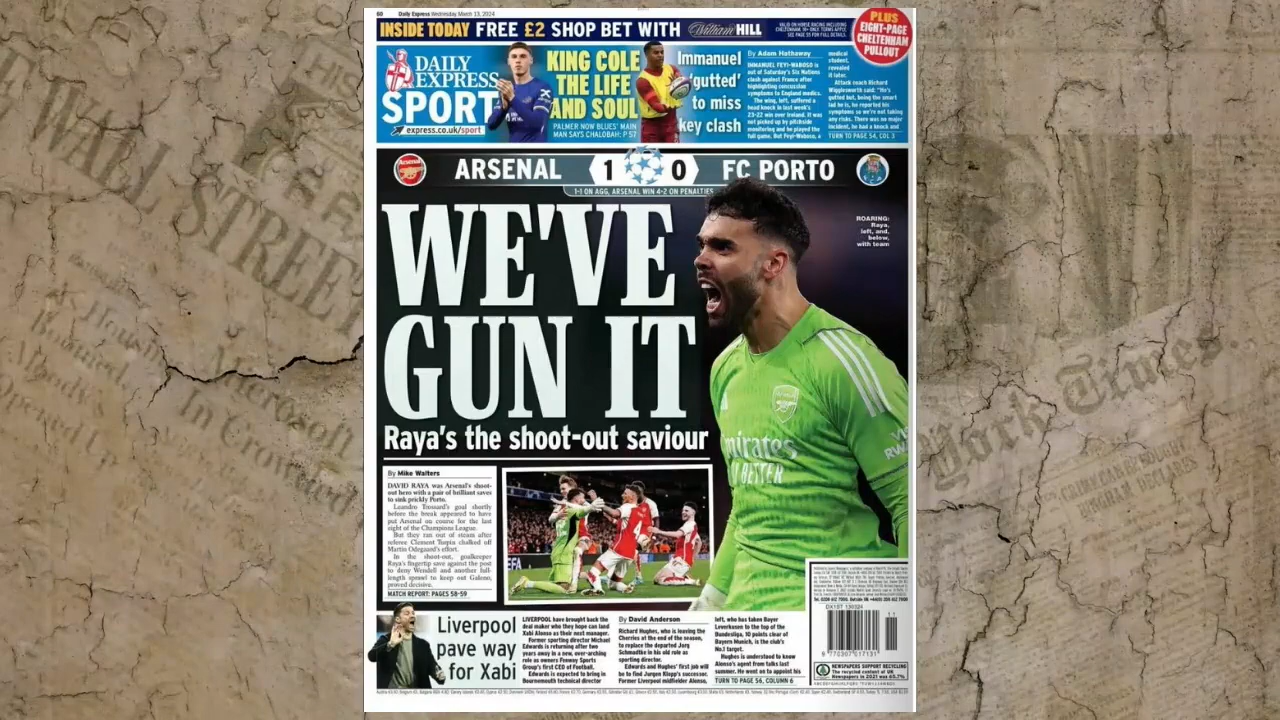 60 Daily Express Wednesday March 13, 2024
INSIDE TODAY FREE £2 SHOP BET WITH William HILL
PLUS
EIGHT-PAGE
CHELTENHAM
PULLOUT
DAILY
EXPRESS
SPORT
express.co.uk/sport
KING COLE
THE LIFE
AND SOUL
PALMER NOW BLUES' MAIN
MAN SAYS CHALOBAH: P57
Immanuel
'gutted'
to miss
key clash
By Adam Hathaway
IMMANUEL FEYI-WABOSO is
out of Saturday's Six Nations
clash against France after
highlighting concussion
symptoms to England medics.
The wing, left, suffered a
head knock in last week's
23-22 win over Ireland. It was
not picked up by pitchside
monitoring and he played the
full game. But Feyi-Waboso, a
medical
student,
revealed
it later.
Attack coach Richard
Wigglesworth said: "He's
gutted but, being the smart
lad he is, he reported his
symptoms so we're not taking
any risks. There was no major
incident, he had a knock and
TURN TO PAGE 54, COL 3
Arsenal
ARSENAL 1 0 FC PORTO
1-1 ON AGG, ARSENAL WIN 4-2 ON PENALTIES
WE'VE
GUN IT
Raya's the shoot-out saviour
ROARING:
Raya,
left, and,
below,
with team
Emirates
FLY BETTER
By Mike Walters
DAVID RAYA was Arsenal's shoot-
out hero with a pair of brilliant saves
to sink prickly Porto.
Leandro Trossard's goal shortly
before the break appeared to have
put Arsenal on course for the last
eight of the Champions League.
But they ran out of steam after
referee Clement Turpin chalked off
Martin Odegaard's effort.
In the shoot-out, goalkeeper
Raya's fingertip save against the post
to deny Wendell and another full-
length sprawl to keep out Galeno,
proved decisive.
MATCH REPORT: PAGES 58-59
Liverpool
pave way
for Xabi
LIVERPOOL have brought back the
deal maker who they hope can land
Xabi Alonso as their next manager.
Former sporting director Michael
Edwards is returning after two
years away in a new, over-arching
role as owners Fenway Sports
Group's first CEO of Football.
Edwards is expected to bring in
Bournemouth technical director
By David Anderson
Richard Hughes, who is leaving the
Cherries at the end of the season,
to replace the departed Jorg
Schmadtke in his old role as
sporting director.
Edwards and Hughes' first job will
be to find Jurgen Klopp's successor.
Former Liverpool midfielder Alonso,
left, who has taken Bayer
Leverkusen to the top of the
Bundesliga, 10 points clear of
Bayern Munich, is the club's
No.1 target.
Hughes is understood to know
Alonso's agent from talks last
summer. He went on to appoint his
TURN TO PAGE 56, COLUMN 6
11
9 770307 017131
NEWSPAPERS SUPPORT RECYCLING
The recycled content of UK
Newspapers in 2021 was 65.7%